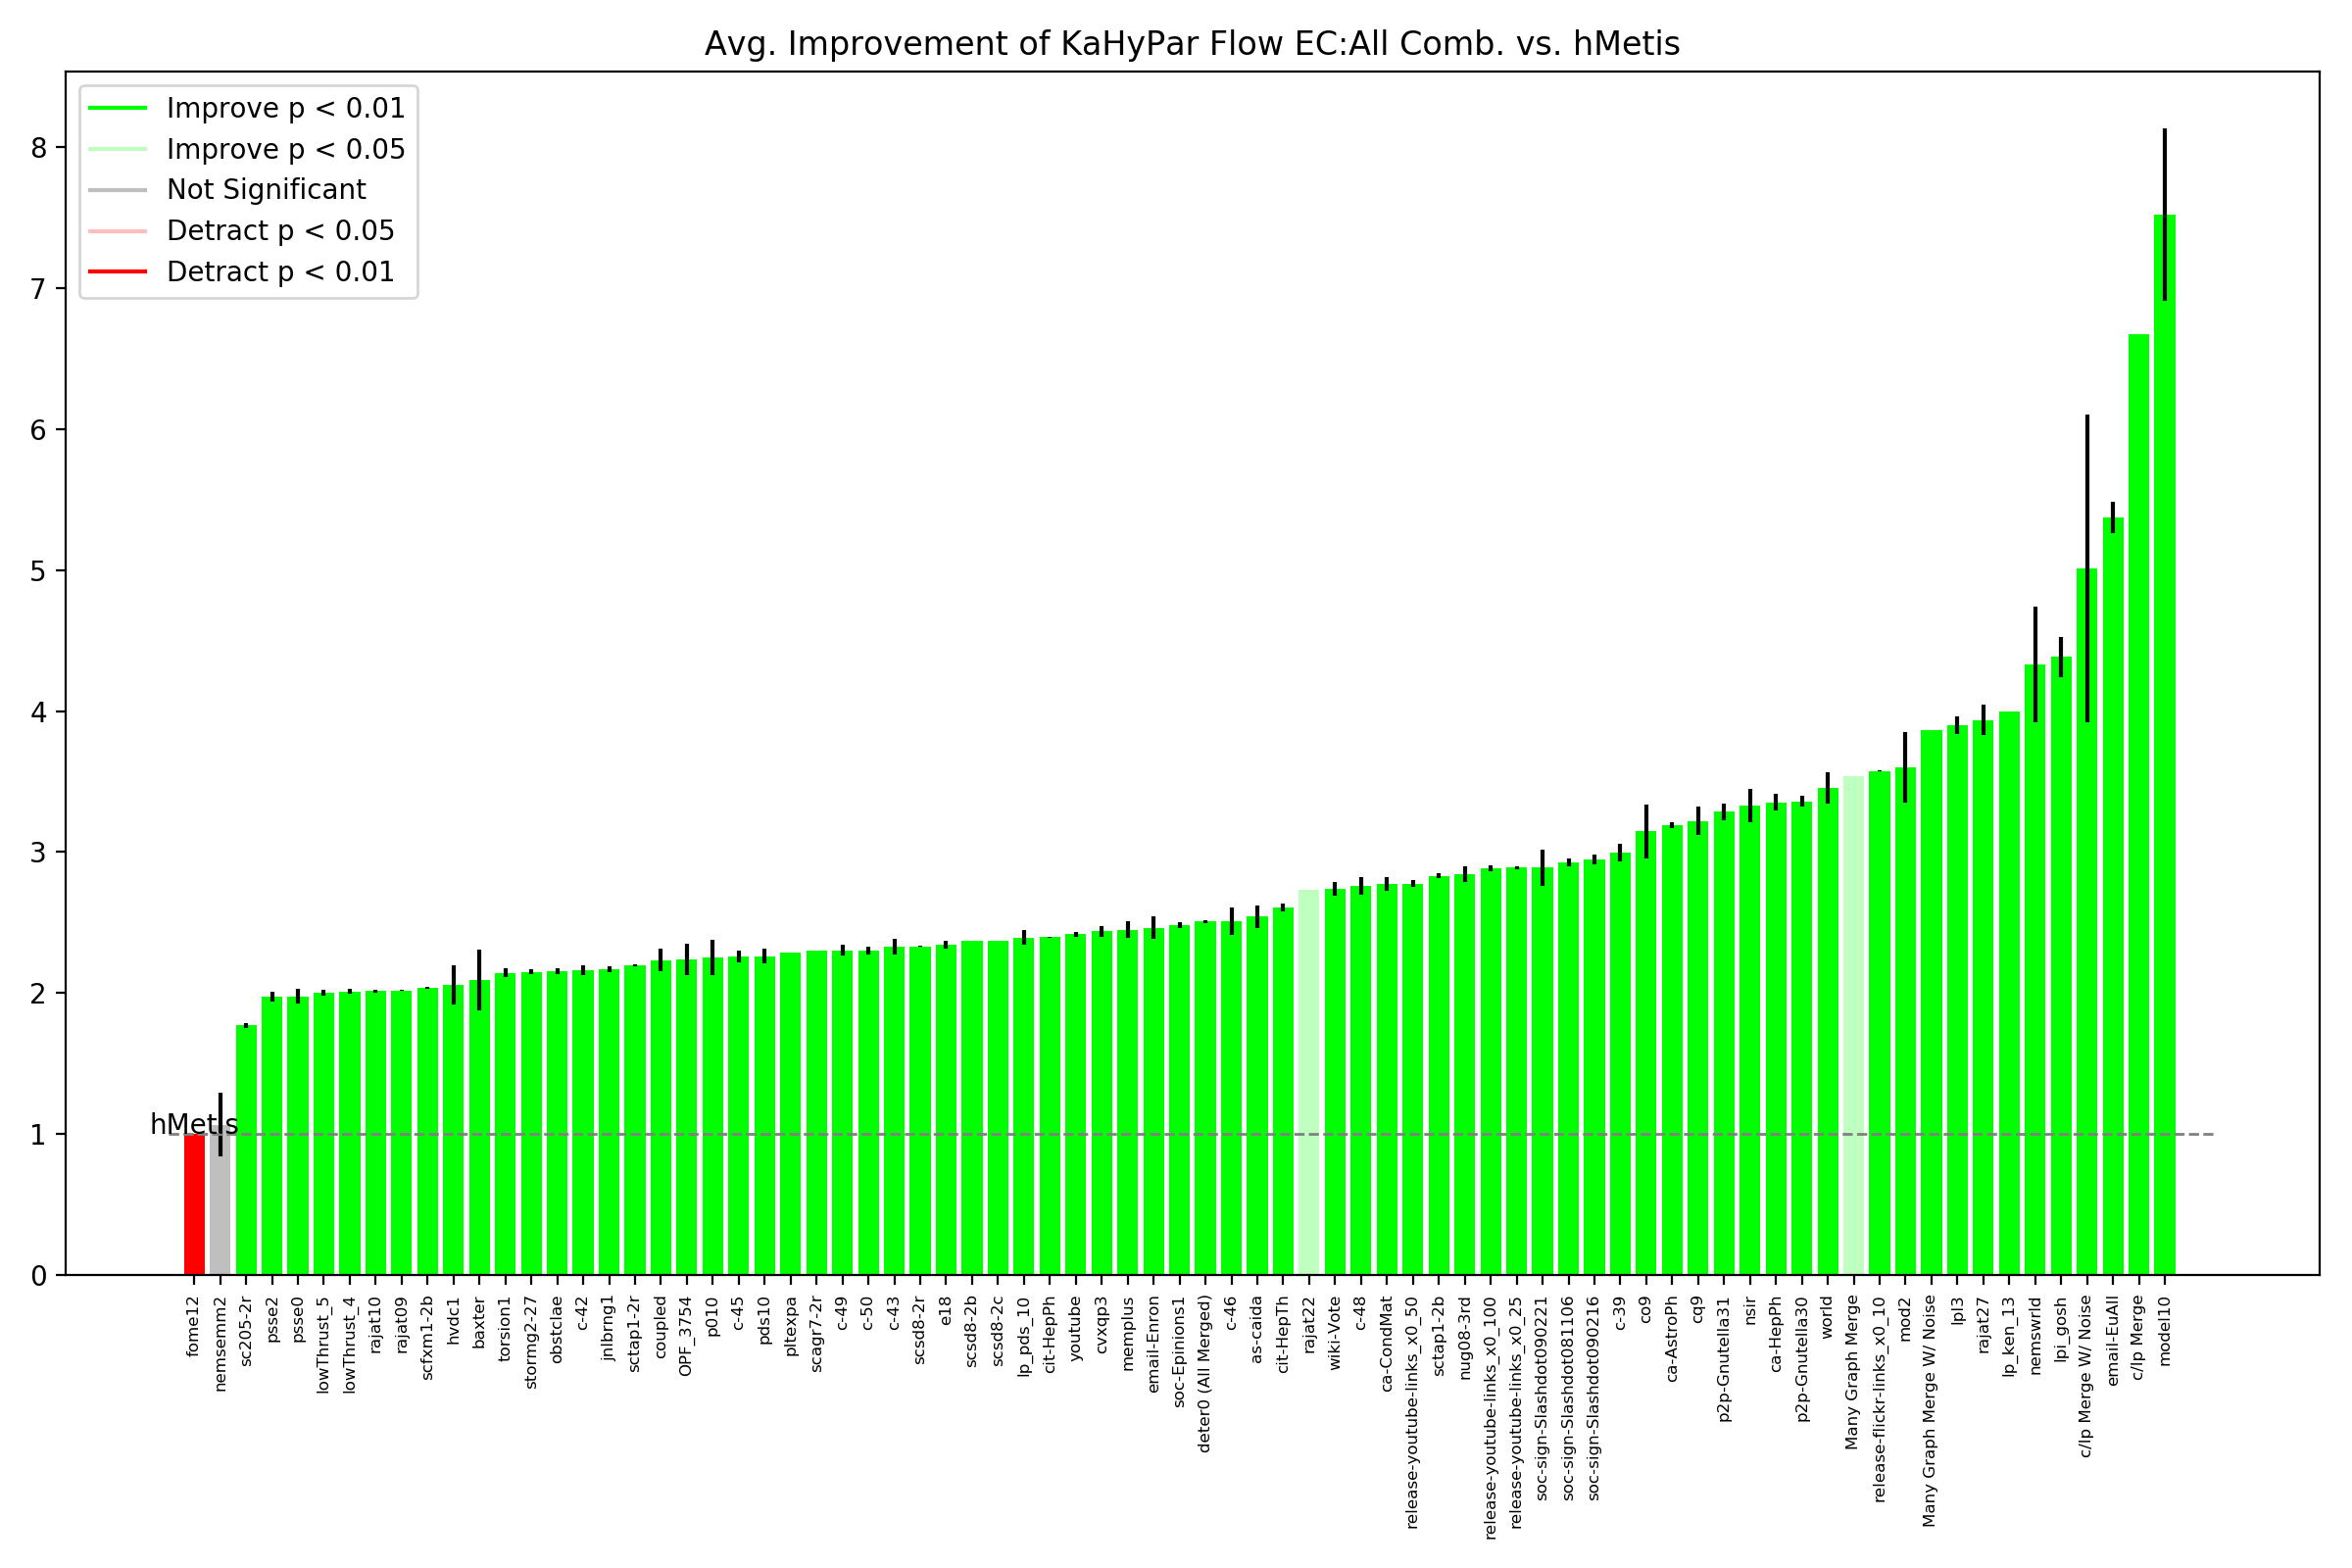 Avg. Improvement of KaHyPar Flow EC:All Comb. vs. hMetis
Improve p < 0.01
Improve p < 0.05
Not Significant
Detract p < 0.05
Detract p < 0.01
8
7
6
5
4
3
2
1
0
hMetis
fome12
nemsemm2
sc205-2r
psse2
psse0
lowThrust_5
lowThrust_4
rajat10
rajat09
scfxm1-2b
hvdc1
baxter
torsion1
stormg2-27
obstclae
c-42
jnlbrng1
sctap1-2r
coupled
OPF_3754
p010
c-45
pds10
pltexpa
scagr7-2r
c-49
c-50
c-43
scsd8-2r
e18
scsd8-2b
scsd8-2c
lp_pds_10
cit-HepPh
youtube
cvxqp3
memplus
email-Enron
soc-Epinions1
deter0 (All Merged)
c-46
as-caida
cit-HepTh
rajat22
wiki-Vote
c-48
ca-CondMat
release-youtube-links_x0_50
sctap1-2b
nug08-3rd
release-youtube-links_x0_100
release-youtube-links_x0_25
soc-sign-Slashdot090221
soc-sign-Slashdot081106
soc-sign-Slashdot090216
c-39
co9
ca-AstroPh
cq9
p2p-Gnutella31
nsir
ca-HepPh
p2p-Gnutella30
world
Many Graph Merge
release-flickr-links_x0_10
mod2
Many Graph Merge W/ Noise
lpl3
rajat27
lp_ken_13
nemswrld
lpi_gosh
c/lp Merge W/ Noise
email-EuAll
c/lp Merge
model10